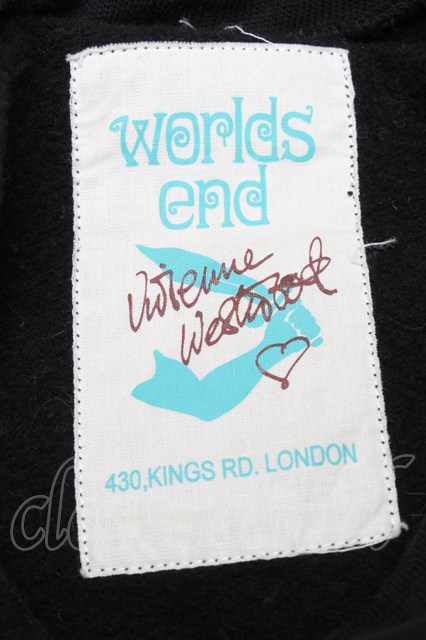 worlds
end
Vivienne
Westwood
430,KINGS RD. LONDON